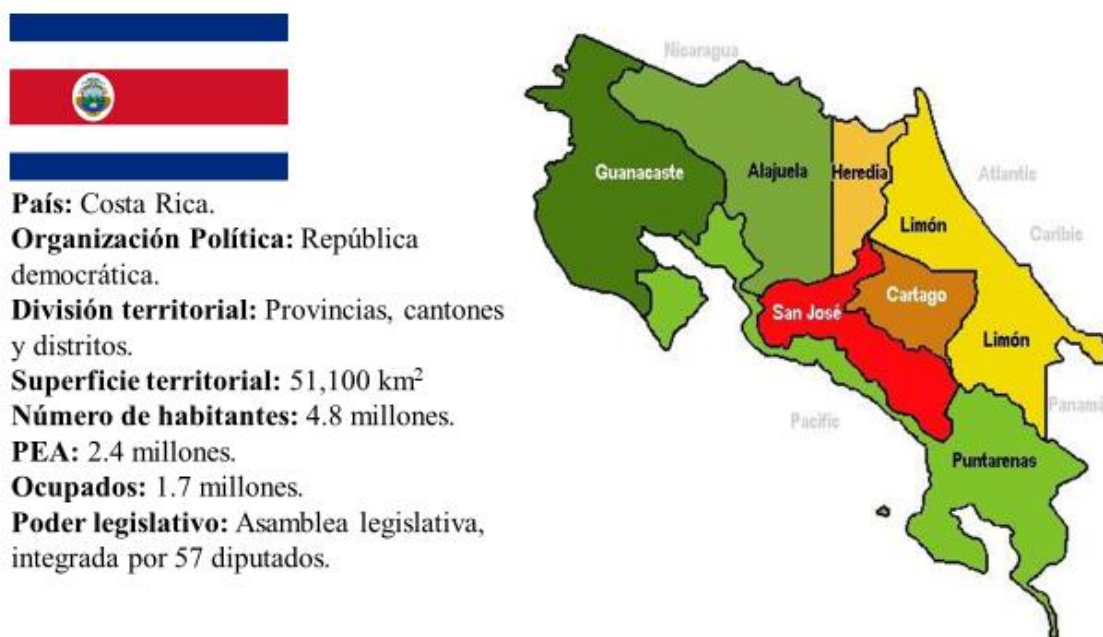 País: Costa Rica.
Organización Política: República
democrática.
División territorial: Provincias, cantones
y distritos.
Superficie territorial: 51,100 km²
Número de habitantes: 4.8 millones.
PEA: 2.4 millones.
Ocupados: 1.7 millones.
Poder legislativo: Asamblea legislativa,
integrada por 57 diputados.
Nicaragua
Guanacaste
Alajuela
Heredia
Atlantic
Limón
Caribic
San José
Cartago
Limón
Pacific
Panamá
Puntarenas